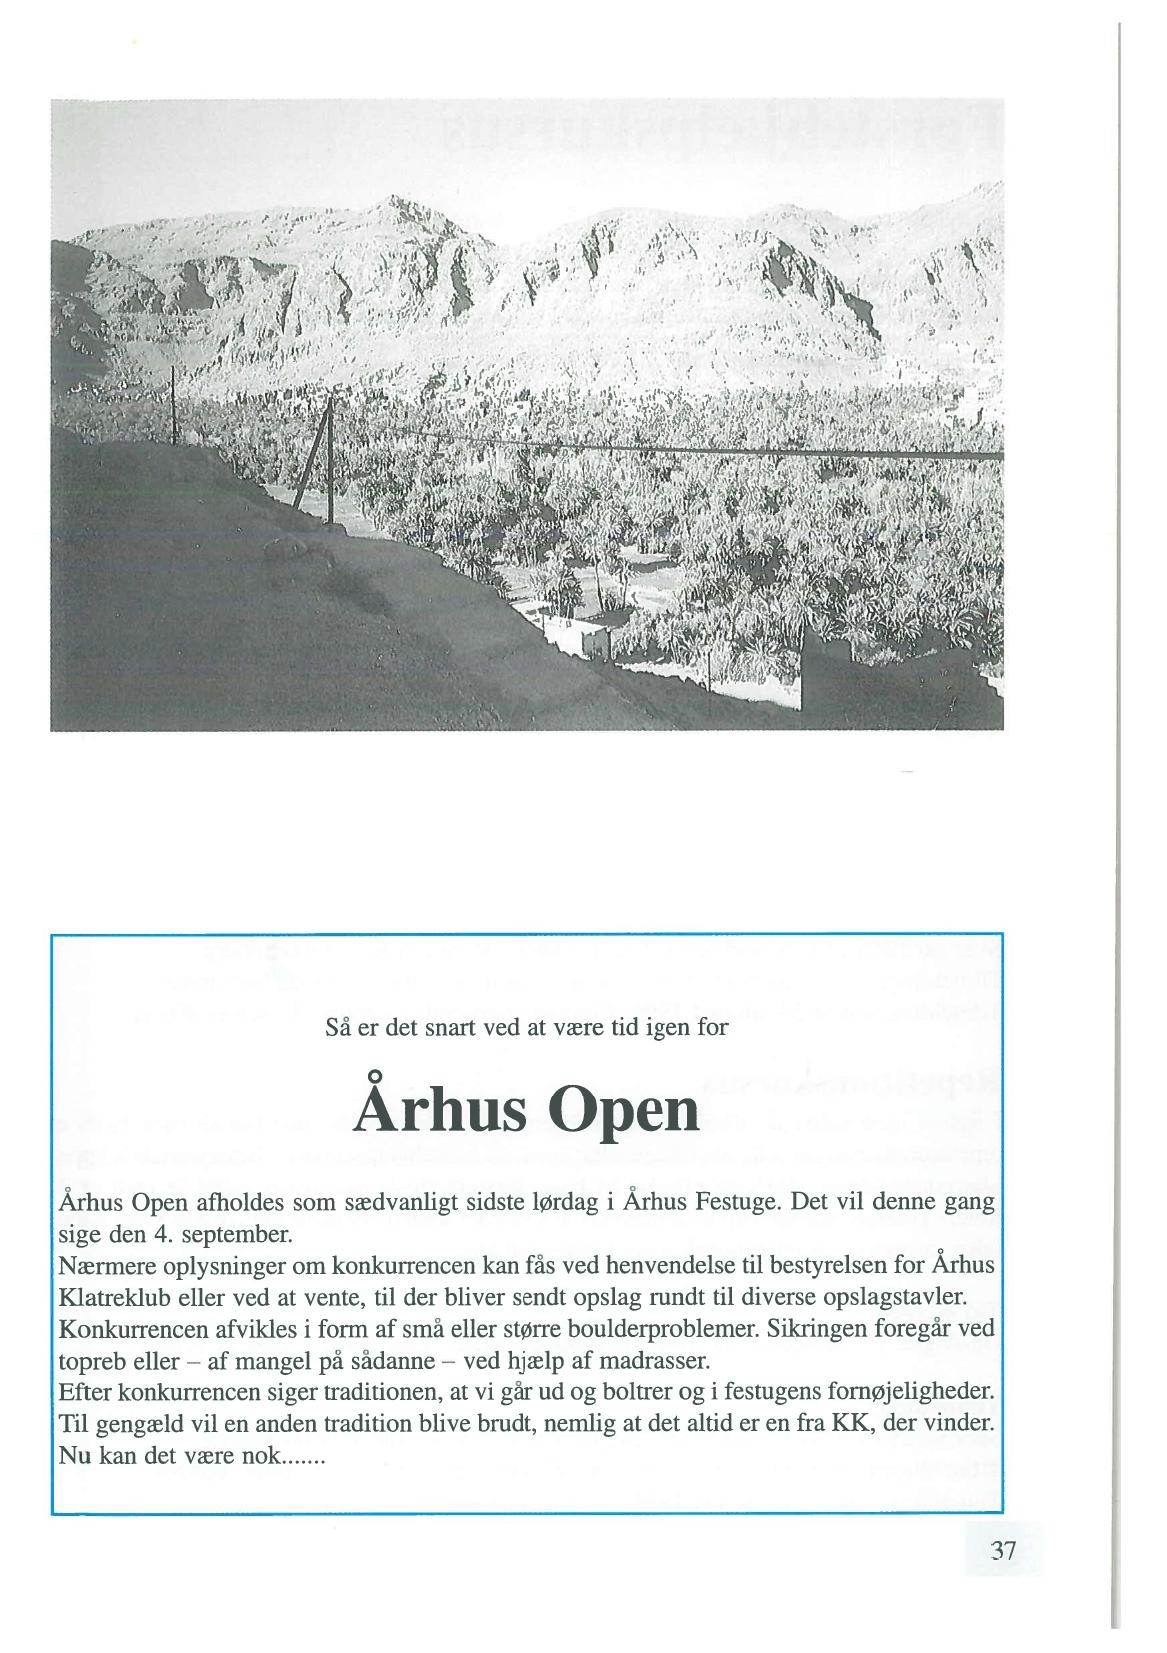 Så er det snart ved at være tid igen for
Århus Open
Århus Open afholdes som sædvanligt sidste lørdag i Århus Festuge. Det vil denne gang
sige den 4. september.
Nærmere oplysninger om konkurrencen kan fås ved henvendelse til bestyrelsen for Århus
Klatreklub eller ved at vente, til der bliver sendt opslag rundt til diverse opslagstavler.
Konkurrencen afvikles i form af små eller større boulderproblemer. Sikringen foregår ved
topreb eller – af mangel på sådanne – ved hjælp af madrasser.
Efter konkurrencen siger traditionen, at vi går ud og boltrer og i festugens fornøjeligheder.
Til gengæld vil en anden tradition blive brudt, nemlig at det altid er en fra KK, der vinder.
Nu kan det være nok.......
37